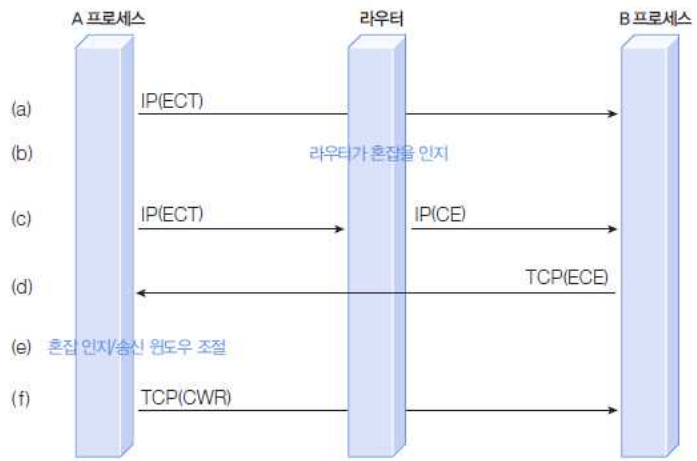 A 프로세스 라우터 B 프로세스
(a) IP(ECT)
(b) 라우터가 혼잡을 인지
(c) IP(ECT) IP(CE)
(d) TCP(ECE)
(e) 혼잡 인지/송신 윈도우 조절
(f) TCP(CWR)